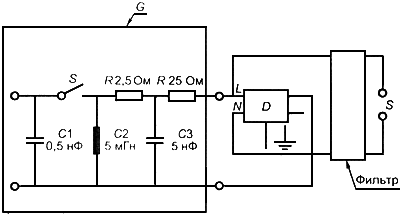 G
S
R 2,5 Ом
R 25 Ом
L
N
D
S
C1
0,5 нФ
C2
5 мГн
C3
5 нФ
Фильтр